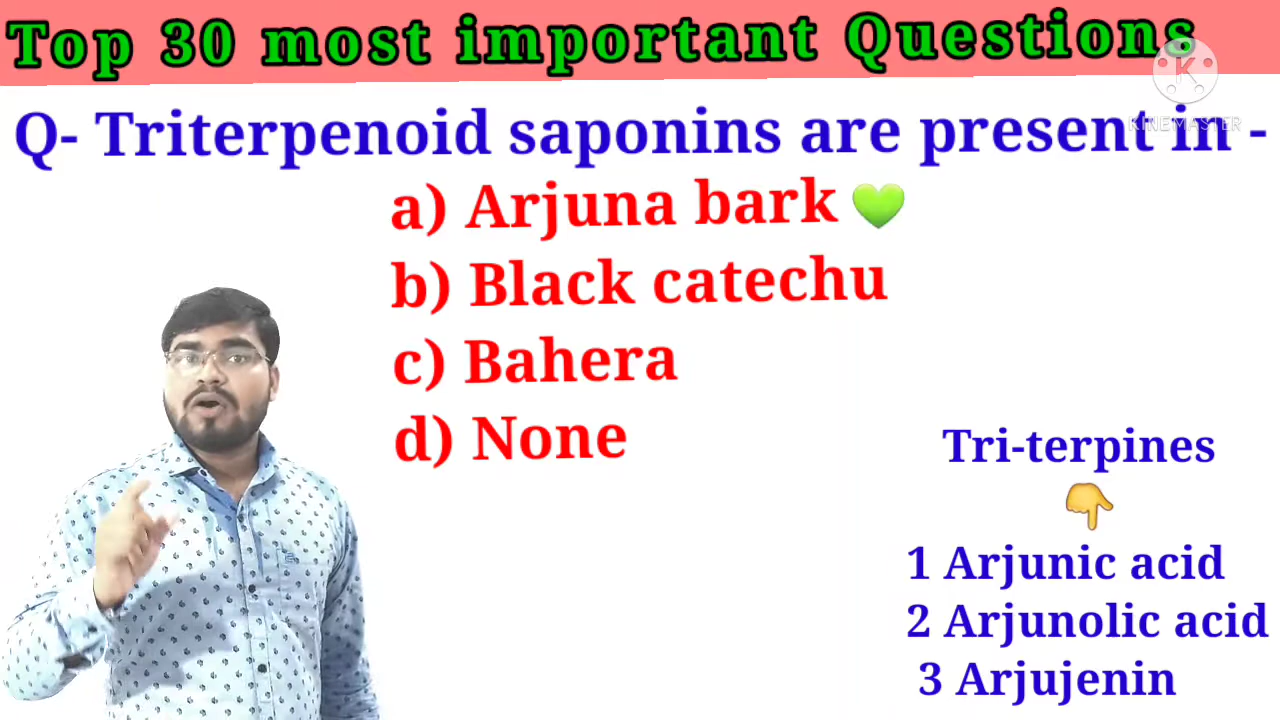 Top 30 most important Questions
KINEMASTER
Q- Triterpenoid saponins are present in -
a) Arjuna bark
b) Black catechu
c) Bahera
d) None
Tri-terpines
1 Arjunic acid
2 Arjunolic acid
3 Arjujenin